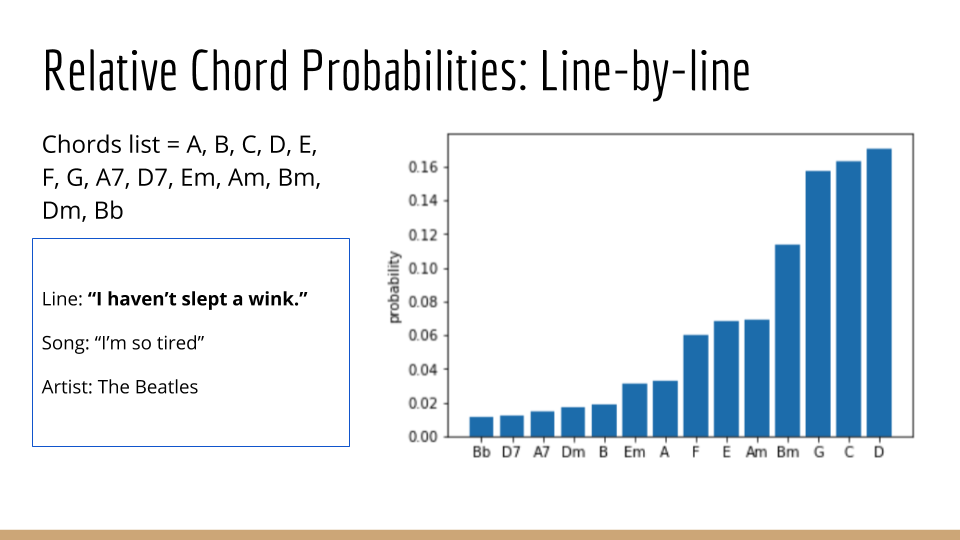 Relative Chord Probabilities: Line-by-line
Chords list = A, B, C, D, E,
F, G, A7, D7, Em, Am, Bm,
Dm, Bb
Line: “I haven’t slept a wink.”
Song: “I’m so tired”
Artist: The Beatles
probability
0.16
0.14
0.12
0.10
0.08
0.06
0.04
0.02
0.00
Bb D7 A7 Dm B Em A F E Am Bm G C D